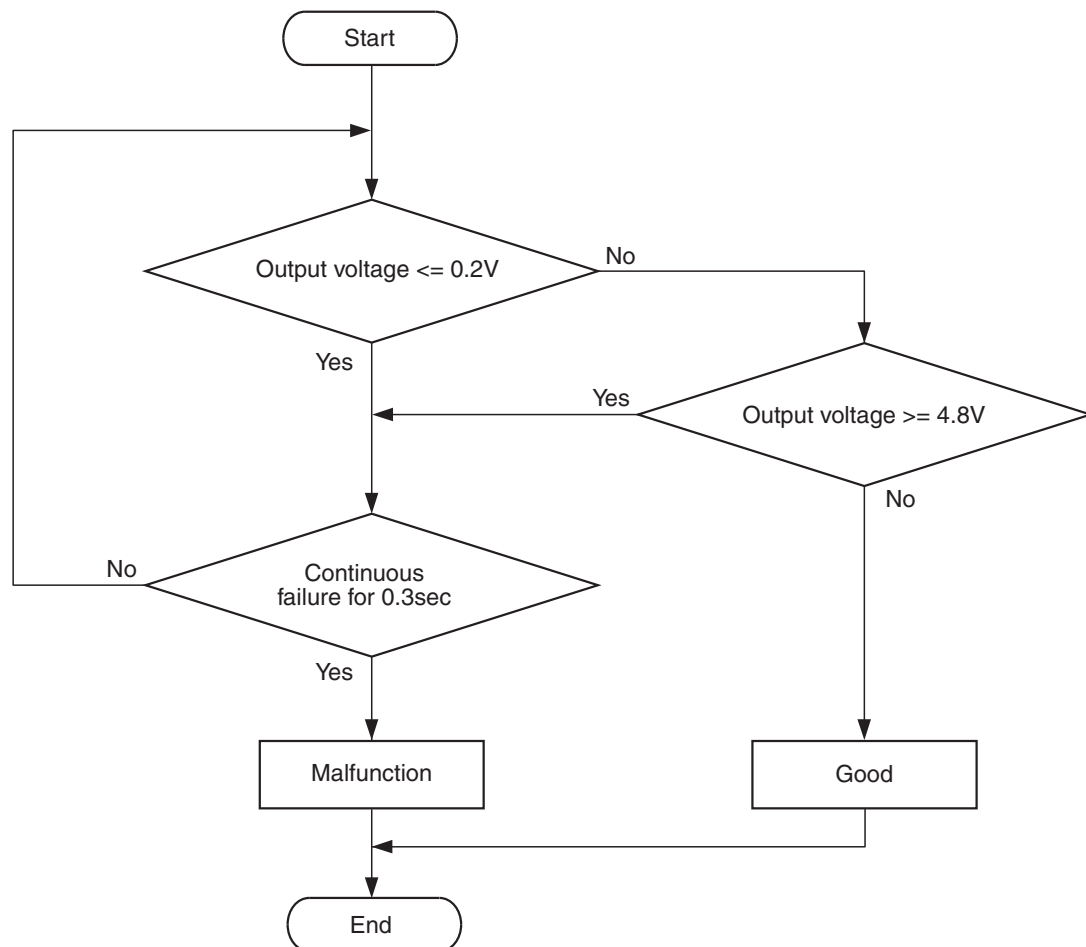 Start
Output voltage <= 0.2V
No
Yes
Yes
Output voltage >= 4.8V
No
No
Continuous
failure for 0.3sec
Yes
Malfunction
Good
End